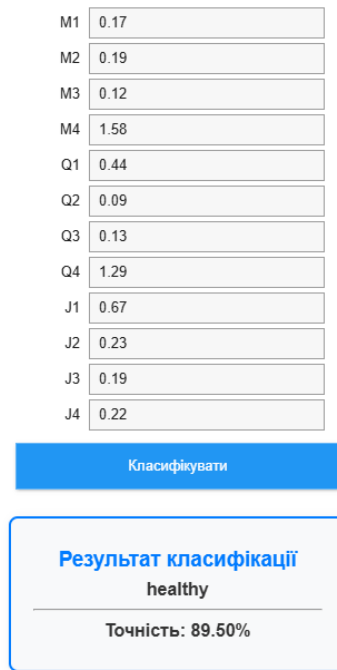 M1 0.17
M2 0.19
M3 0.12
M4 1.58
Q1 0.44
Q2 0.09
Q3 0.13
Q4 1.29
J1 0.67
J2 0.23
J3 0.19
J4 0.22
Класифікувати
Результат класифікації
healthy
Точність: 89.50%